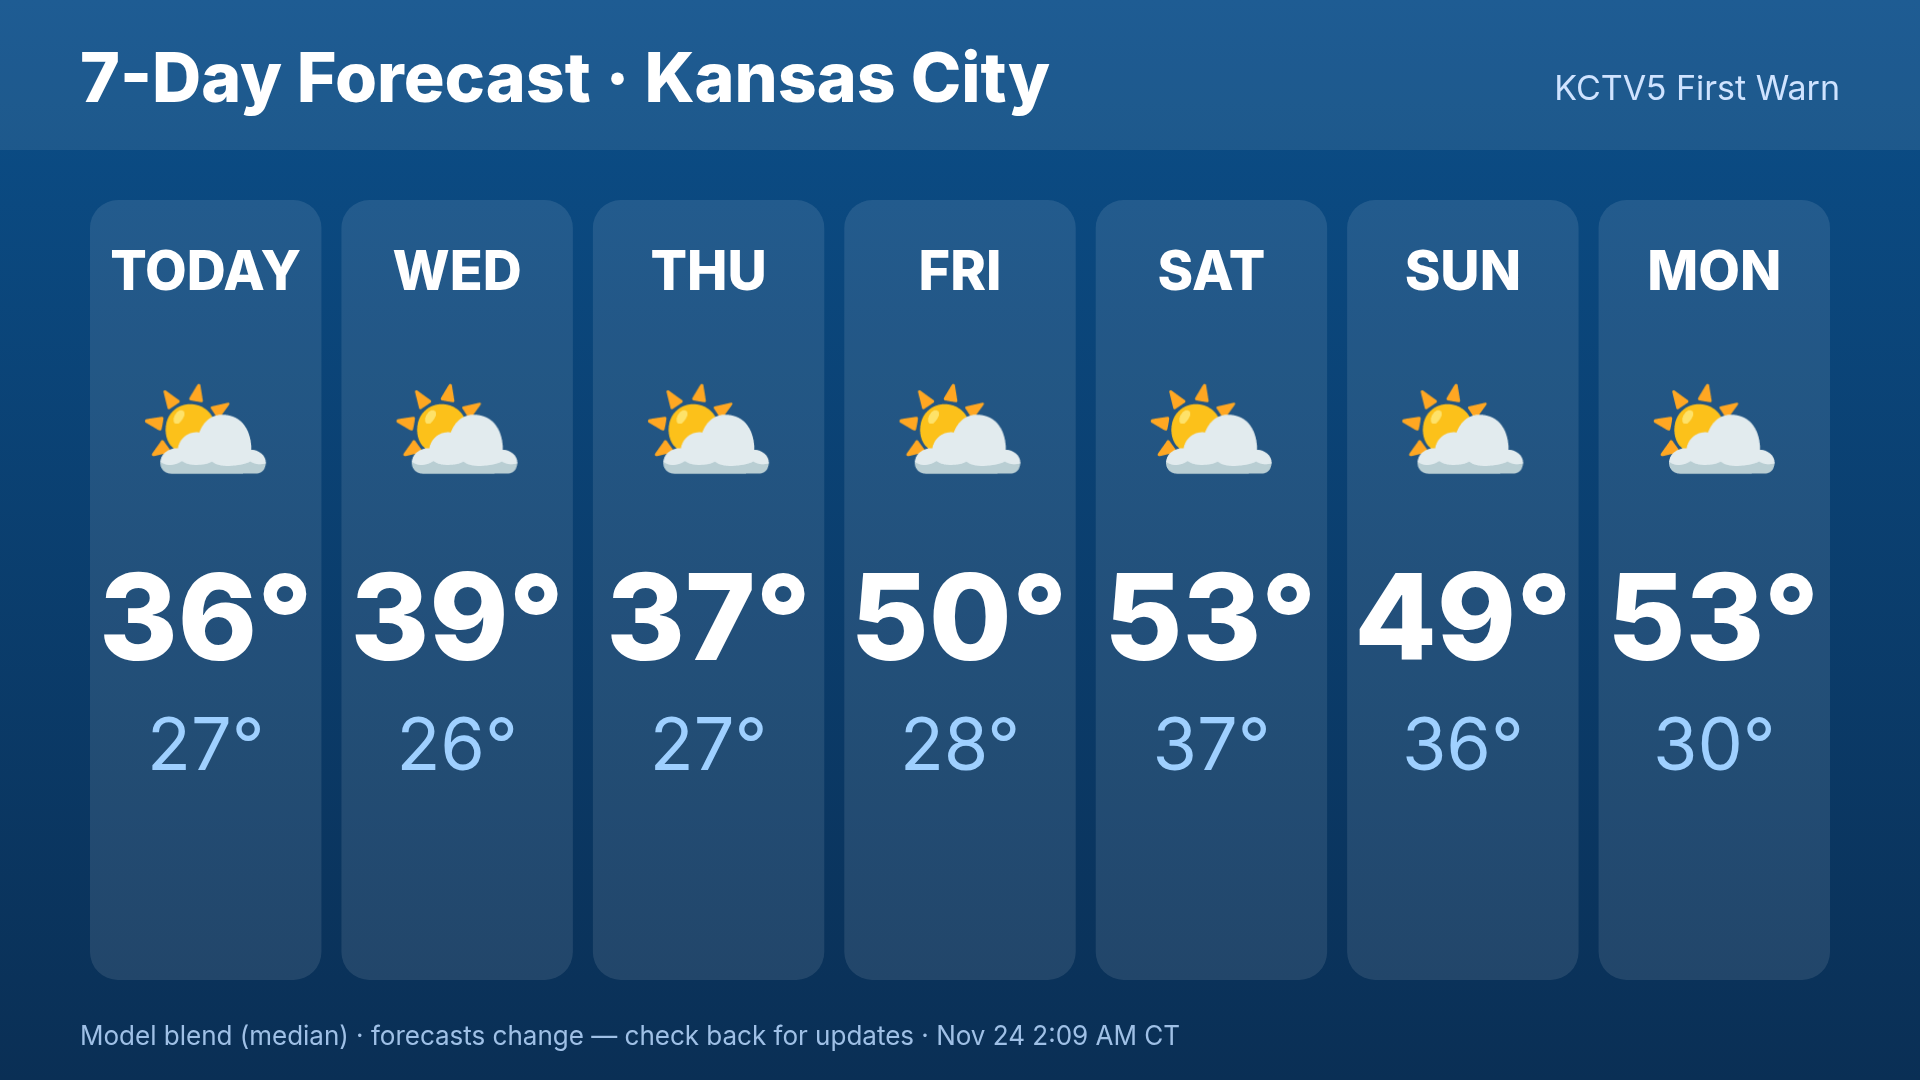 7-Day Forecast · Kansas City
KCTV5 First Warn
TODAY WED THU FRI SAT SUN MON
36° 39° 37° 50° 53° 49° 53°
27° 26° 27° 28° 37° 36° 30°
Model blend (median) · forecasts change — check back for updates · Nov 24 2:09 AM CT